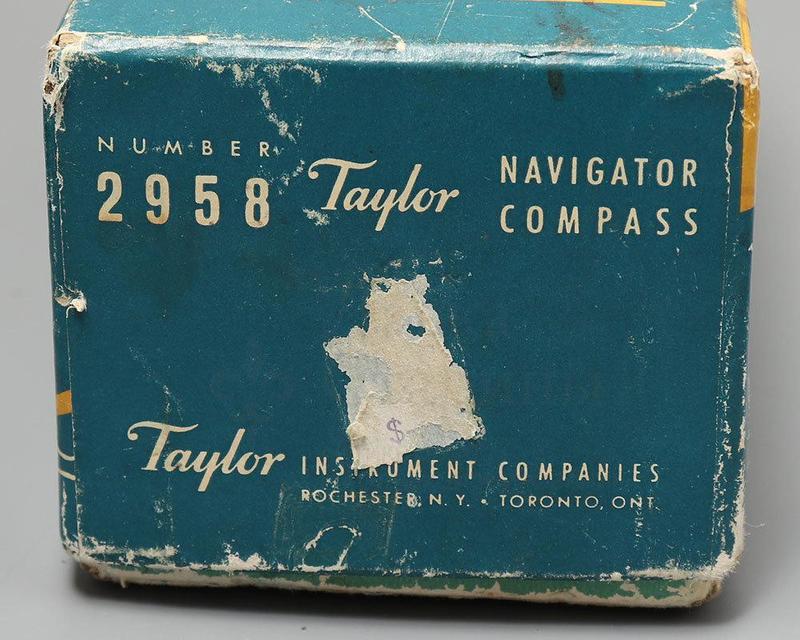 NUMBER
2958
Taylor
NAVIGATOR
COMPASS
$
Taylor INSTRUMENT COMPANIES
ROCHESTER, N. Y. • TORONTO, ONT.